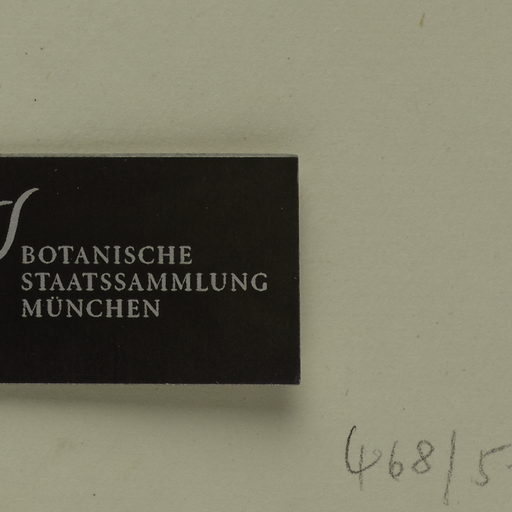 BOTANISCHE
STAATSSAMMLUNG
MÜNCHEN
468/5